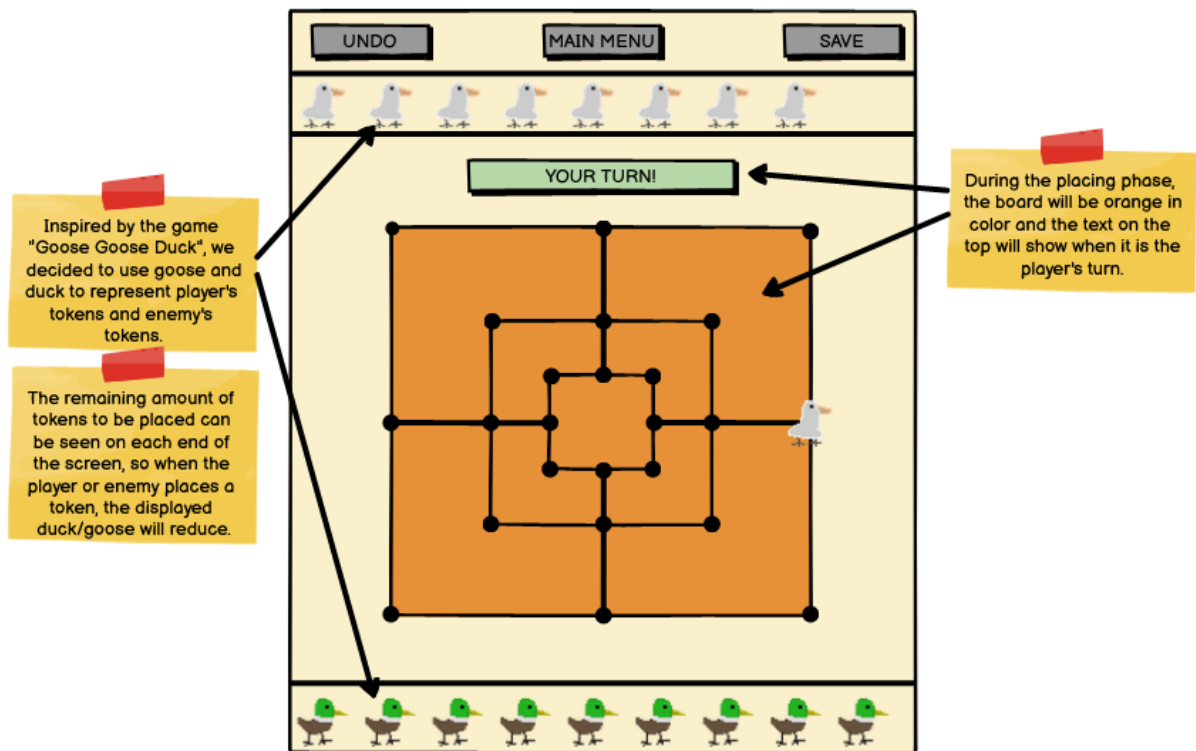 UNDO
MAIN MENU
SAVE
YOUR TURN!
Inspired by the game
"Goose Goose Duck", we
decided to use goose and
duck to represent player's
tokens and enemy's
tokens.
The remaining amount of
tokens to be placed can
be seen on each end of
the screen, so when the
player or enemy places a
token, the displayed
duck/goose will reduce.
During the placing phase,
the board will be orange in
color and the text on the
top will show when it is the
player's turn.